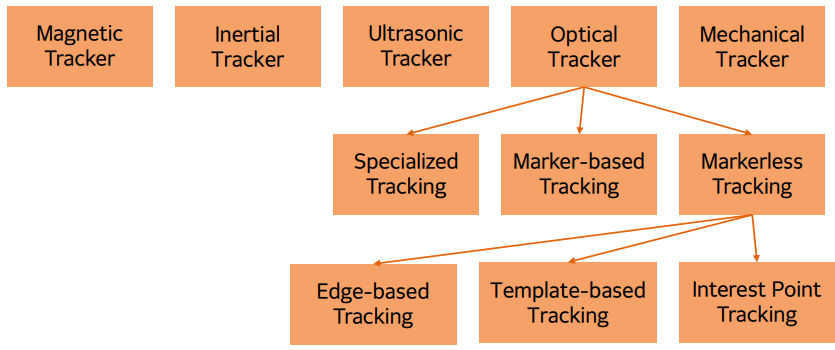 Magnetic
Tracker
Inertial
Tracker
Ultrasonic
Tracker
Optical
Tracker
Mechanical
Tracker
Specialized
Tracking
Marker-based
Tracking
Markerless
Tracking
Edge-based
Tracking
Template-based
Tracking
Interest Point
Tracking